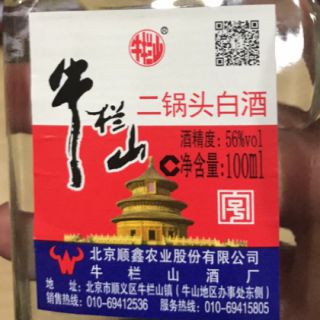 牛栏山
牛栏山
二锅头白酒
酒精度: 56%vol
净含量: 100ml
北京顺鑫农业股份有限公司
牛栏山酒厂
地 址: 北京市顺义区牛栏山镇(牛山地区办事处东侧)
销售热线: 010-69412536 服务热线: 010-69415805